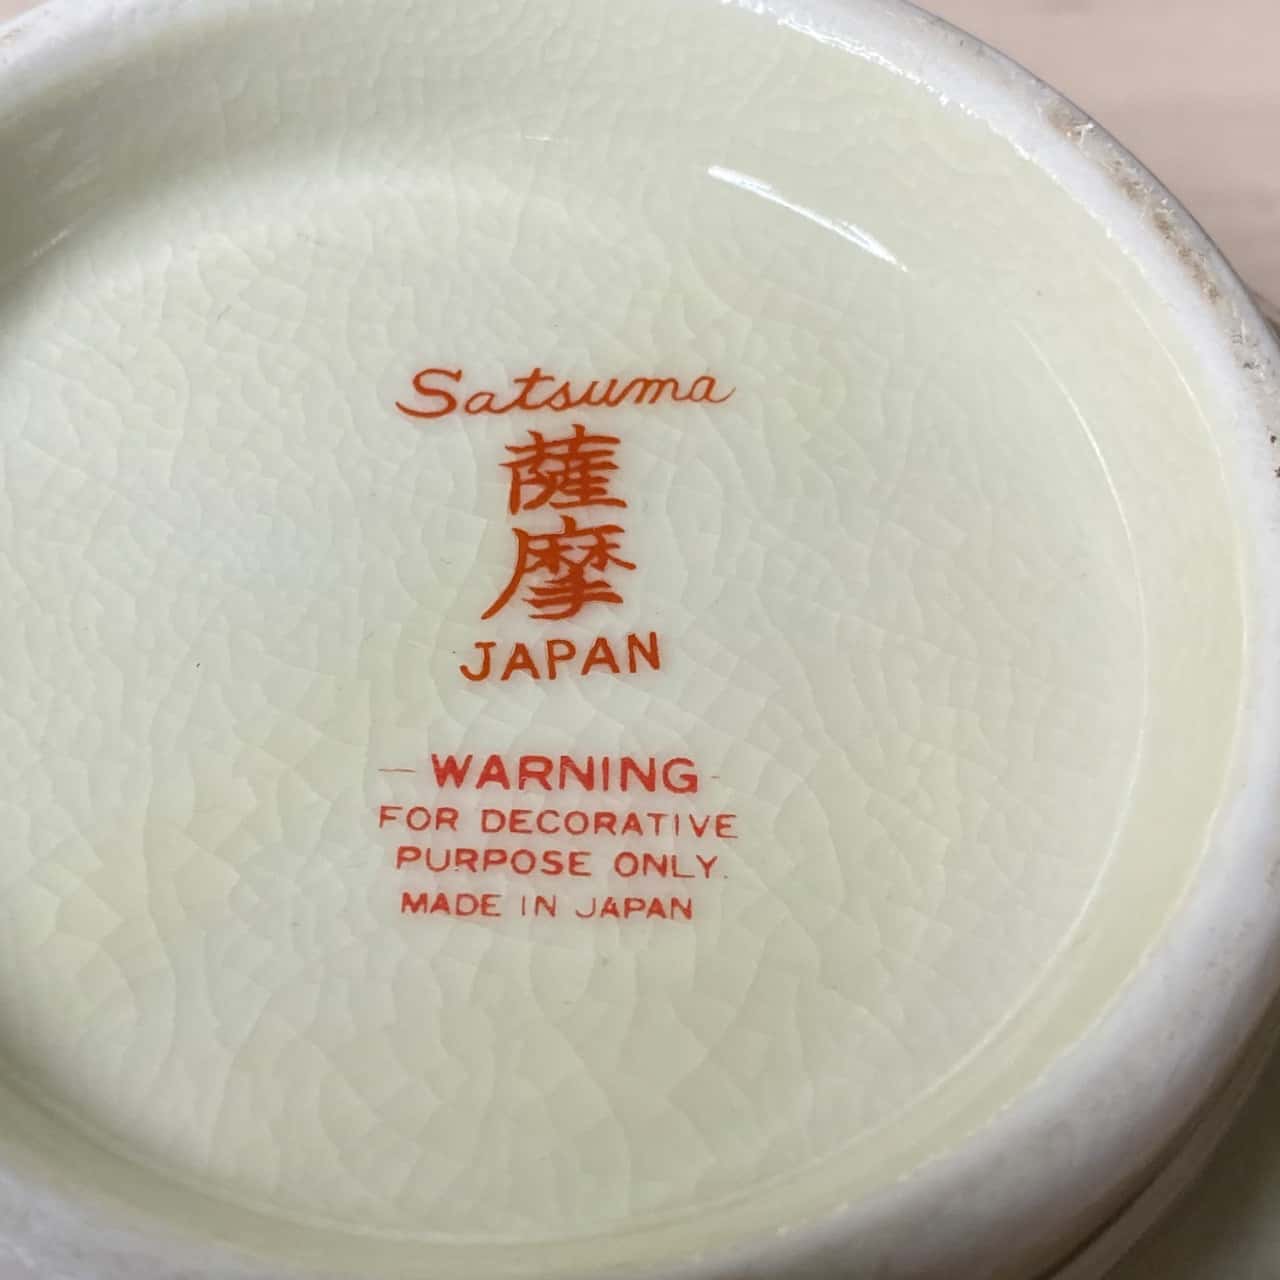 Satsuma
薩
摩
JAPAN
— WARNING -
FOR DECORATIVE
PURPOSE ONLY.
MADE IN JAPAN